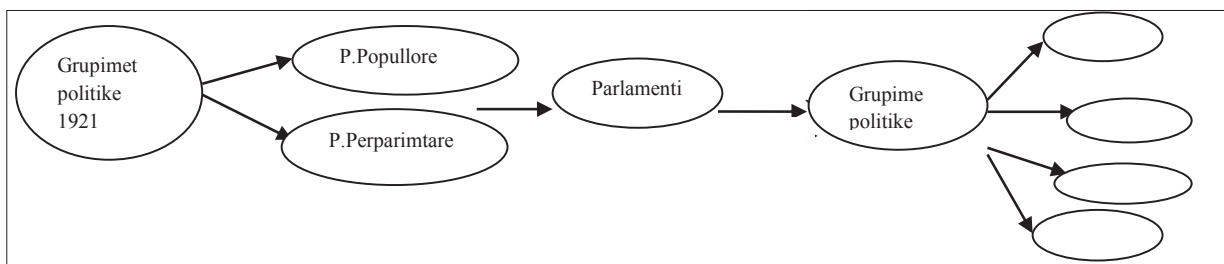 Grupimet
politike
1921
P.Popullore
P.Perparimtare
Parlamenti
Grupime
politike